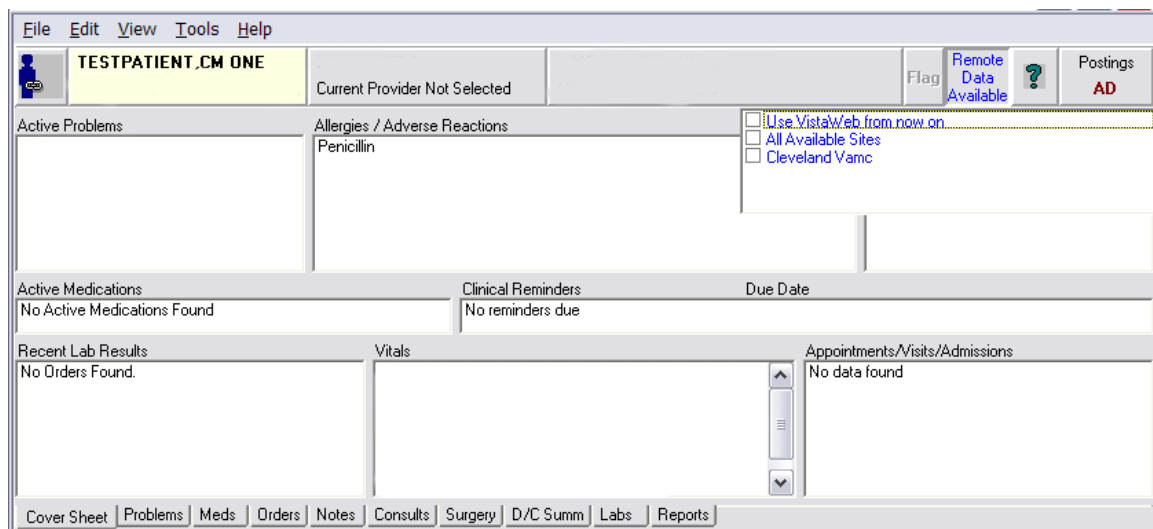 File Edit View Tools Help
TESTPATIENT,CM ONE
Current Provider Not Selected
Flag
Remote
Data
Available
?
Postings
AD
Active Problems
Allergies / Adverse Reactions
Penicillin
Use VistaWeb from now on
All Available Sites
Cleveland Vamc
Active Medications
No Active Medications Found
Clinical Reminders Due Date
No reminders due
Recent Lab Results
No Orders Found.
Vitals
Appointments/Visits/Admissions
No data found
Cover Sheet Problems Meds Orders Notes Consults Surgery D/C Summ Labs Reports